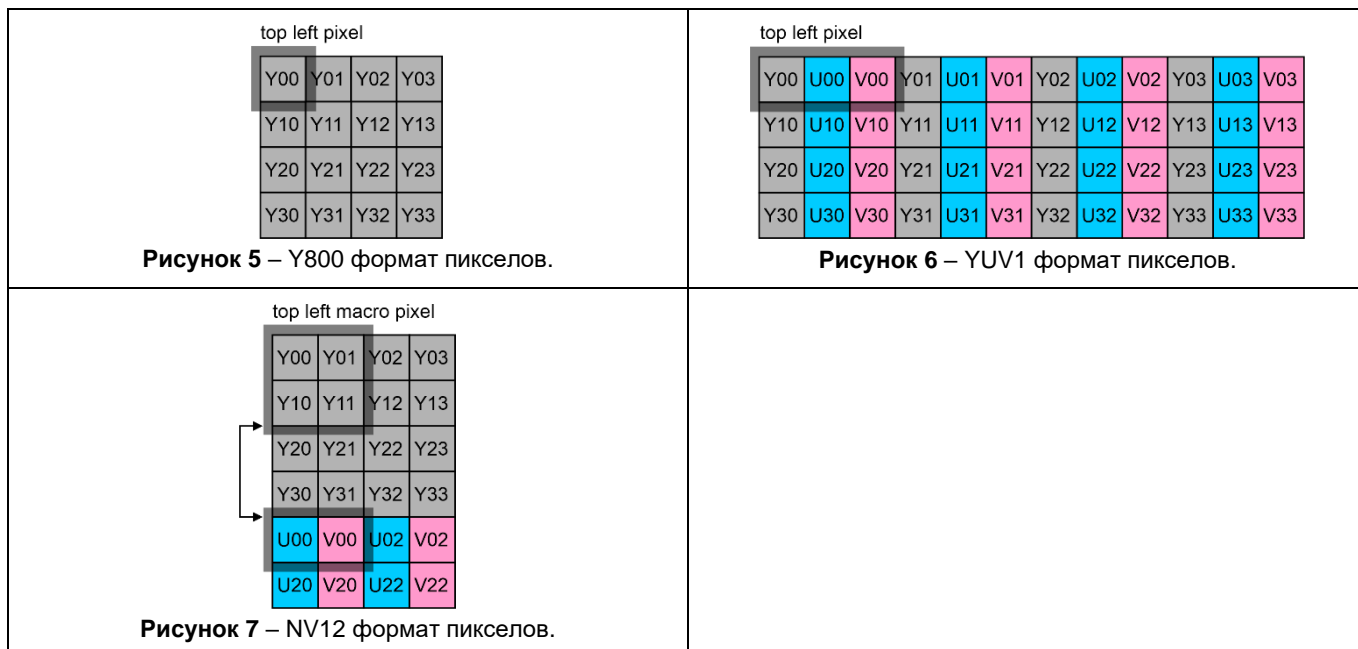 top left pixel
Y00 Y01 Y02 Y03
Y10 Y11 Y12 Y13
Y20 Y21 Y22 Y23
Y30 Y31 Y32 Y33
Рисунок 5 – Y800 формат пикселов.
top left pixel
Y00 U00 V00 Y01 U01 V01 Y02 U02 V02 Y03 U03 V03
Y10 U10 V10 Y11 U11 V11 Y12 U12 V12 Y13 U13 V13
Y20 U20 V20 Y21 U21 V21 Y22 U22 V22 Y23 U23 V23
Y30 U30 V30 Y31 U31 V31 Y32 U32 V32 Y33 U33 V33
Рисунок 6 – YUV1 формат пикселов.
top left macro pixel
Y00 Y01 Y02 Y03
Y10 Y11 Y12 Y13
Y20 Y21 Y22 Y23
Y30 Y31 Y32 Y33
U00 V00 U02 V02
U20 V20 U22 V22
Рисунок 7 – NV12 формат пикселов.